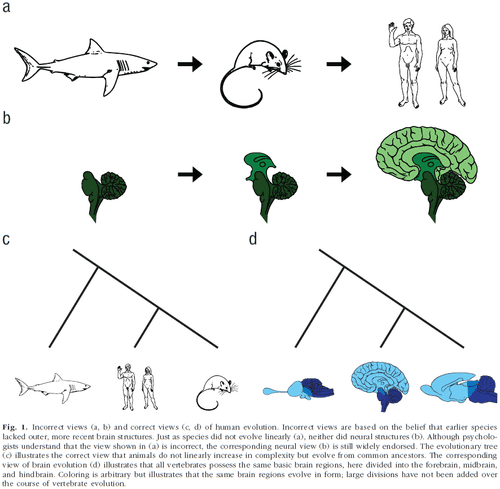 a
b
c
d
Fig. 1. Incorrect views (a, b) and correct views (c, d) of human evolution. Incorrect views are based on the belief that earlier species
lacked outer, more recent brain structures. Just as species did not evolve linearly (a), neither did neural structures (b). Although psycholo-
gists understand that the view shown in (a) is incorrect, the corresponding neural view (b) is still widely endorsed. The evolutionary tree
(c) illustrates the correct view that animals do not linearly increase in complexity but evolve from common ancestors. The corresponding
view of brain evolution (d) illustrates that all vertebrates possess the same basic brain regions, here divided into the forebrain, midbrain,
and hindbrain. Coloring is arbitrary but illustrates that the same brain regions evolve in form; large divisions have not been added over
the course of vertebrate evolution.